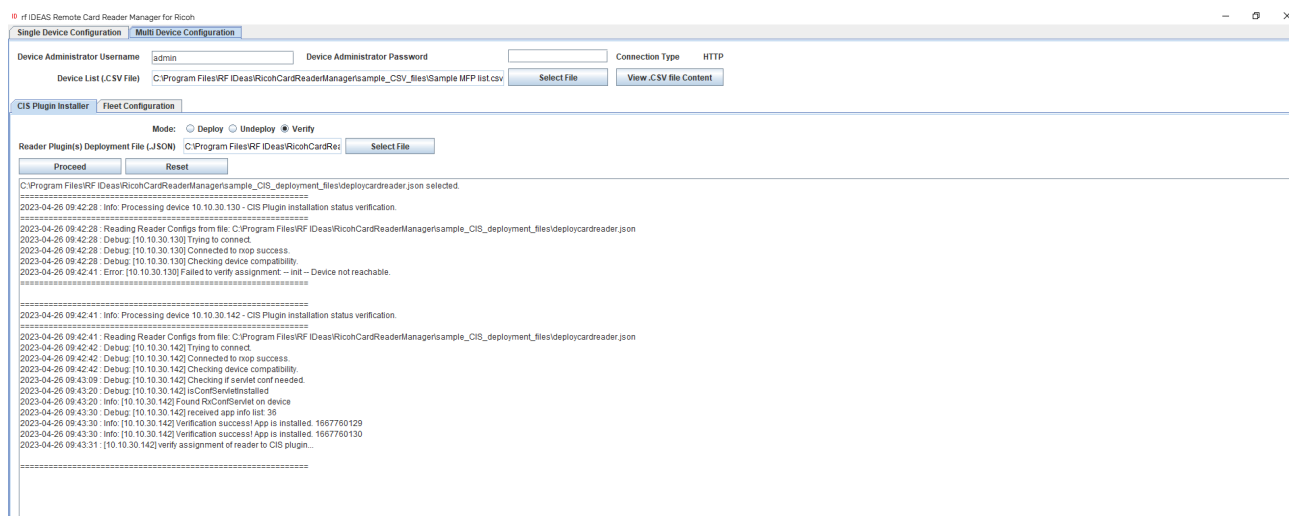 rf IDEAS Remote Card Reader Manager for Ricoh
Single Device Configuration Multi Device Configuration
Device Administrator Username admin Device Administrator Password Connection Type HTTP
Device List (.CSV File) C:\Program Files\RF IDeas\RicohCardReaderManager\sample_CSV_files\Sample MFP list.csv Select File View .CSV file Content
CIS Plugin Installer Fleet Configuration
Mode: Deploy Undeploy Verify
Reader Plugin(s) Deployment File (.JSON) C:\Program Files\RF IDeas\RicohCardRea Select File
Proceed Reset
C:\Program Files\RF IDeas\RicohCardReaderManager\sample_CIS_deployment_files\deploycardreader.json selected.
=============================================================
2023-04-26 09:42:28 : Info: Processing device 10.10.30.130 - CIS Plugin installation status verification.
=============================================================
2023-04-26 09:42:28 : Reading Reader Configs from file: C:\Program Files\RF IDeas\RicohCardReaderManager\sample_CIS_deployment_files\deploycardreader.json
2023-04-26 09:42:28 : Debug: [10.10.30.130] Trying to connect.
2023-04-26 09:42:28 : Debug: [10.10.30.130] Connected to rxop success.
2023-04-26 09:42:28 : Debug: [10.10.30.130] Checking device compatibility.
2023-04-26 09:42:41 : Error: [10.10.30.130] Failed to verify assignment: -- init -- Device not reachable.
=============================================================
=============================================================
2023-04-26 09:42:41 : Info: Processing device 10.10.30.142 - CIS Plugin installation status verification.
=============================================================
2023-04-26 09:42:41 : Reading Reader Configs from file: C:\Program Files\RF IDeas\RicohCardReaderManager\sample_CIS_deployment_files\deploycardreader.json
2023-04-26 09:42:42 : Debug: [10.10.30.142] Trying to connect.
2023-04-26 09:42:42 : Debug: [10.10.30.142] Connected to rxop success.
2023-04-26 09:42:42 : Debug: [10.10.30.142] Checking device compatibility.
2023-04-26 09:43:09 : Debug: [10.10.30.142] Checking if servlet conf needed.
2023-04-26 09:43:20 : Debug: [10.10.30.142] isConfServletInstalled
2023-04-26 09:43:20 : Info: [10.10.30.142] Found RxConfServlet on device
2023-04-26 09:43:30 : Debug: [10.10.30.142] received app info list: 36
2023-04-26 09:43:30 : Info: [10.10.30.142] Verification success! App is installed. 1667760129
2023-04-26 09:43:30 : Info: [10.10.30.142] Verification success! App is installed. 1667760130
2023-04-26 09:43:31 : [10.10.30.142] verify assignment of reader to CIS plugin...
=============================================================